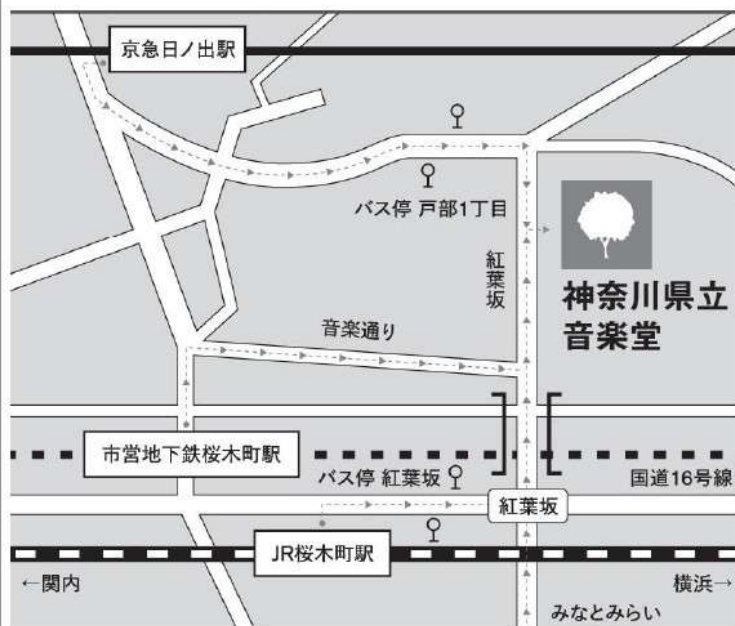 京急日ノ出駅
バス停 戸部1丁目
紅葉坂
神奈川県立
音楽堂
音楽通り
市営地下鉄桜木町駅
バス停 紅葉坂
国道16号線
紅葉坂
JR桜木町駅
←関内
横浜→
みなとみらい